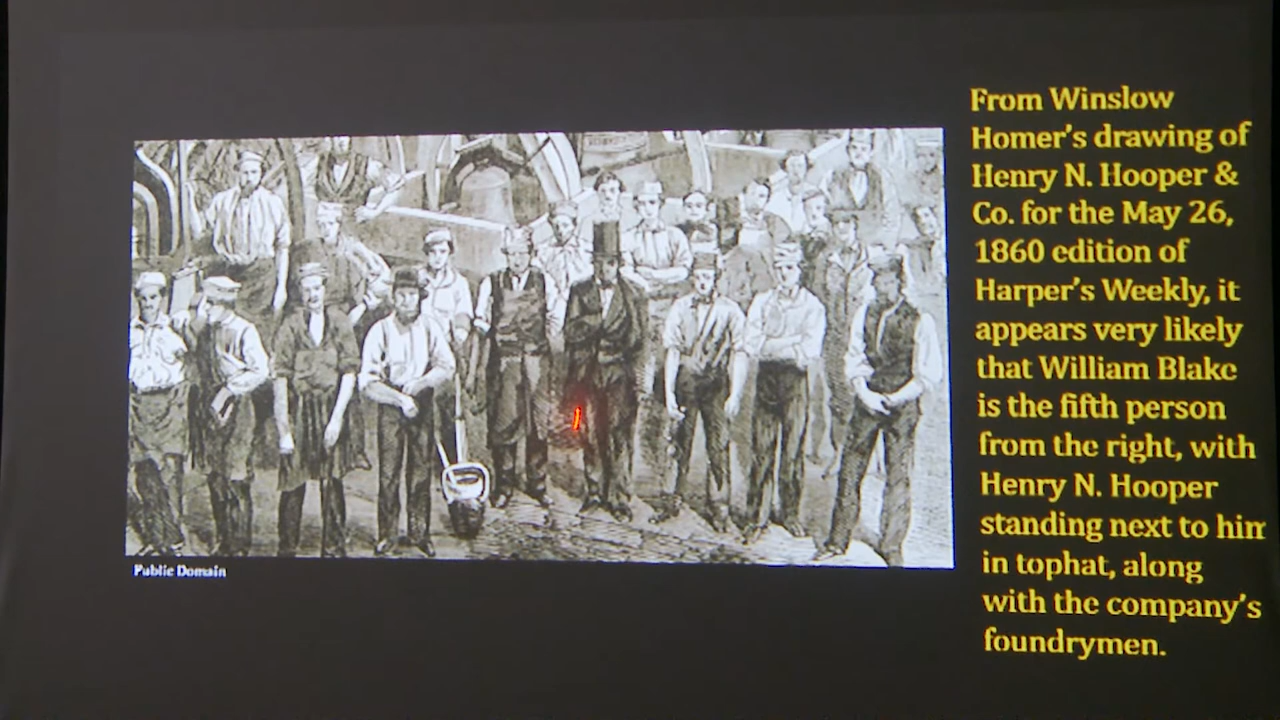 From Winslow
Homer's drawing of
Henry N. Hooper &
Co. for the May 26,
1860 edition of
Harper's Weekly, it
appears very likely
that William Blake
is the fifth person
from the right, with
Henry N. Hooper
standing next to him
in tophat, along
with the company's
foundrymen.
Public Domain